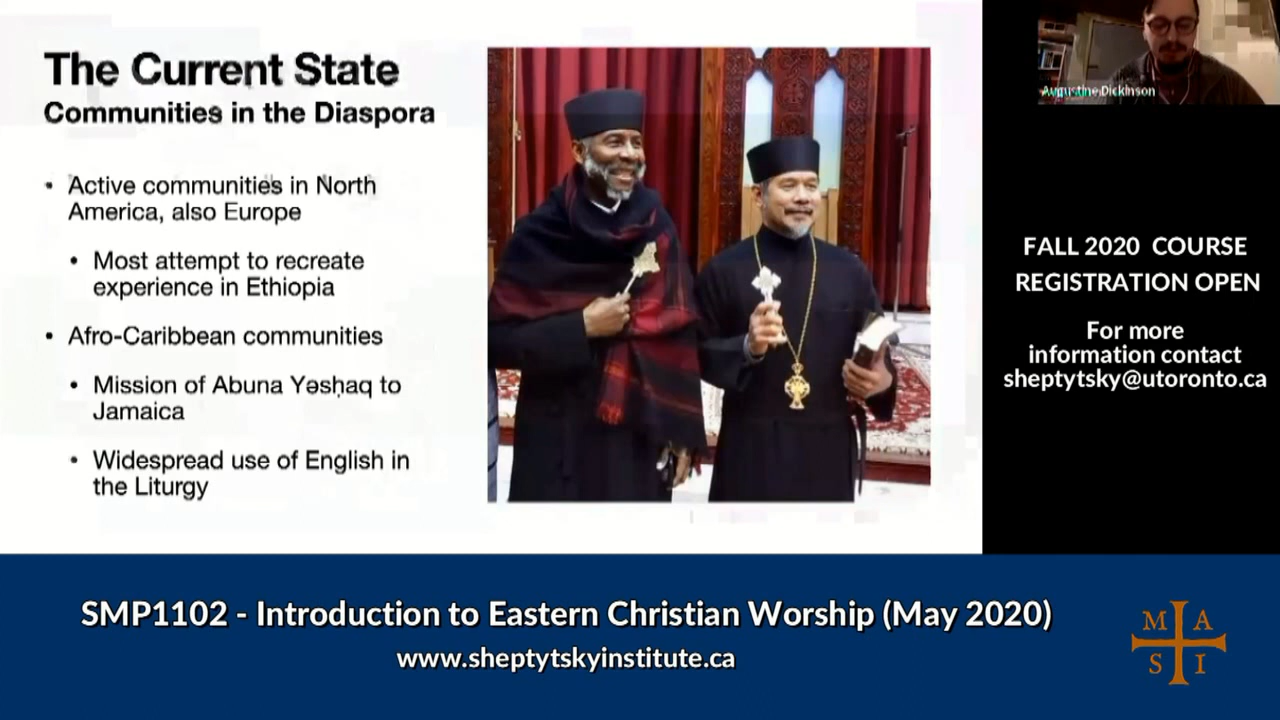 The Current State
Communities in the Diaspora
• Active communities in North
America, also Europe
• Most attempt to recreate
experience in Ethiopia
• Afro-Caribbean communities
• Mission of Abuna Yəsḥaq to
Jamaica
• Widespread use of English in
the Liturgy
Augustine Dickinson
FALL 2020 COURSE
REGISTRATION OPEN
For more
information contact
sheptytsky@utoronto.ca
SMP1102 - Introduction to Eastern Christian Worship (May 2020)
www.sheptytskyinstitute.ca
M A
S I